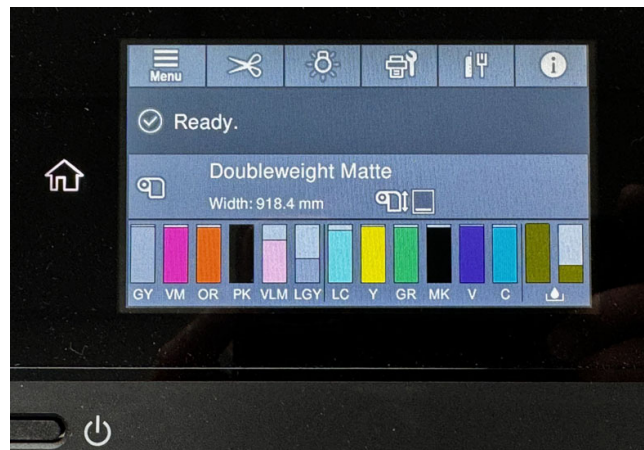 Menu
Ready.
Doubleweight Matte
Width: 918.4 mm
GY VM OR PK VLM LGY LC Y GR MK V C